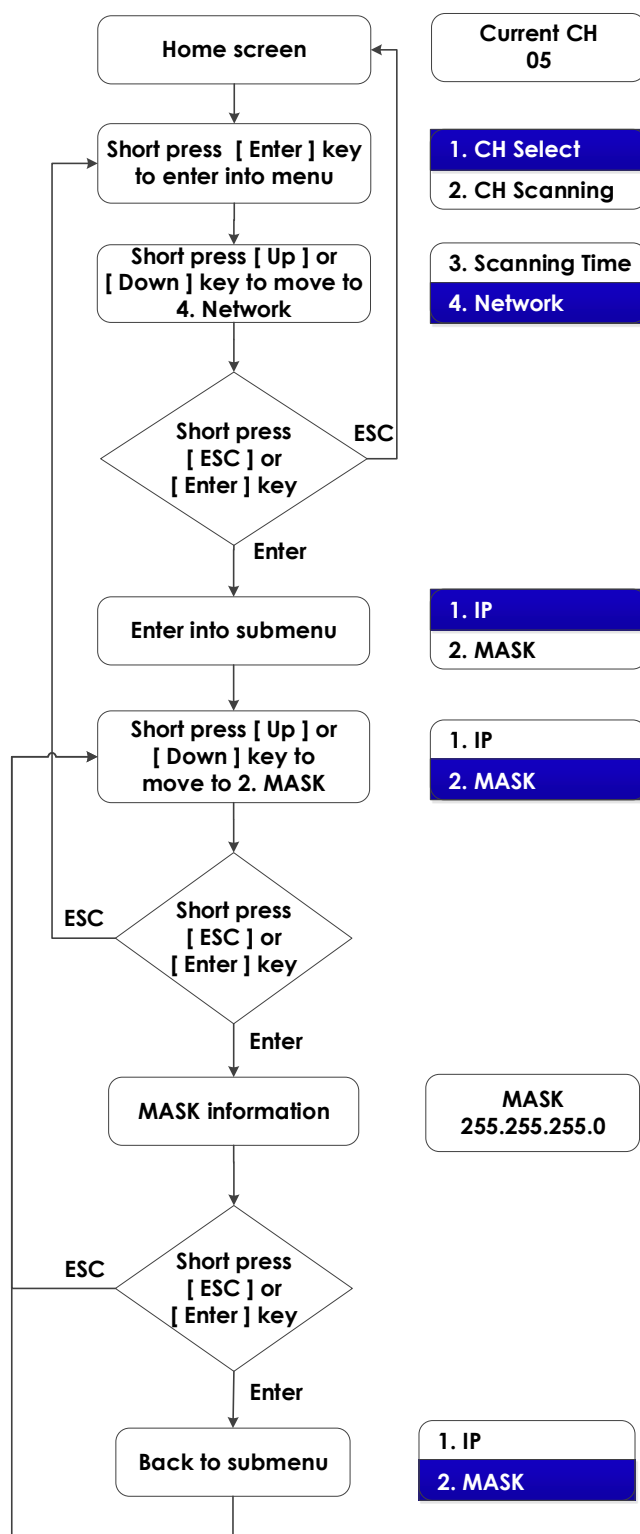 Home screen
Current CH
05
Short press [ Enter ] key
to enter into menu
1. CH Select
2. CH Scanning
Short press [ Up ] or
[ Down ] key to move to
4. Network
3. Scanning Time
4. Network
Short press
[ ESC ] or
[ Enter ] key
ESC
Enter
Enter into submenu
1. IP
2. MASK
Short press [ Up ] or
[ Down ] key to
move to 2. MASK
1. IP
2. MASK
ESC
Short press
[ ESC ] or
[ Enter ] key
Enter
MASK information
MASK
255.255.255.0
ESC
Short press
[ ESC ] or
[ Enter ] key
Enter
Back to submenu
1. IP
2. MASK